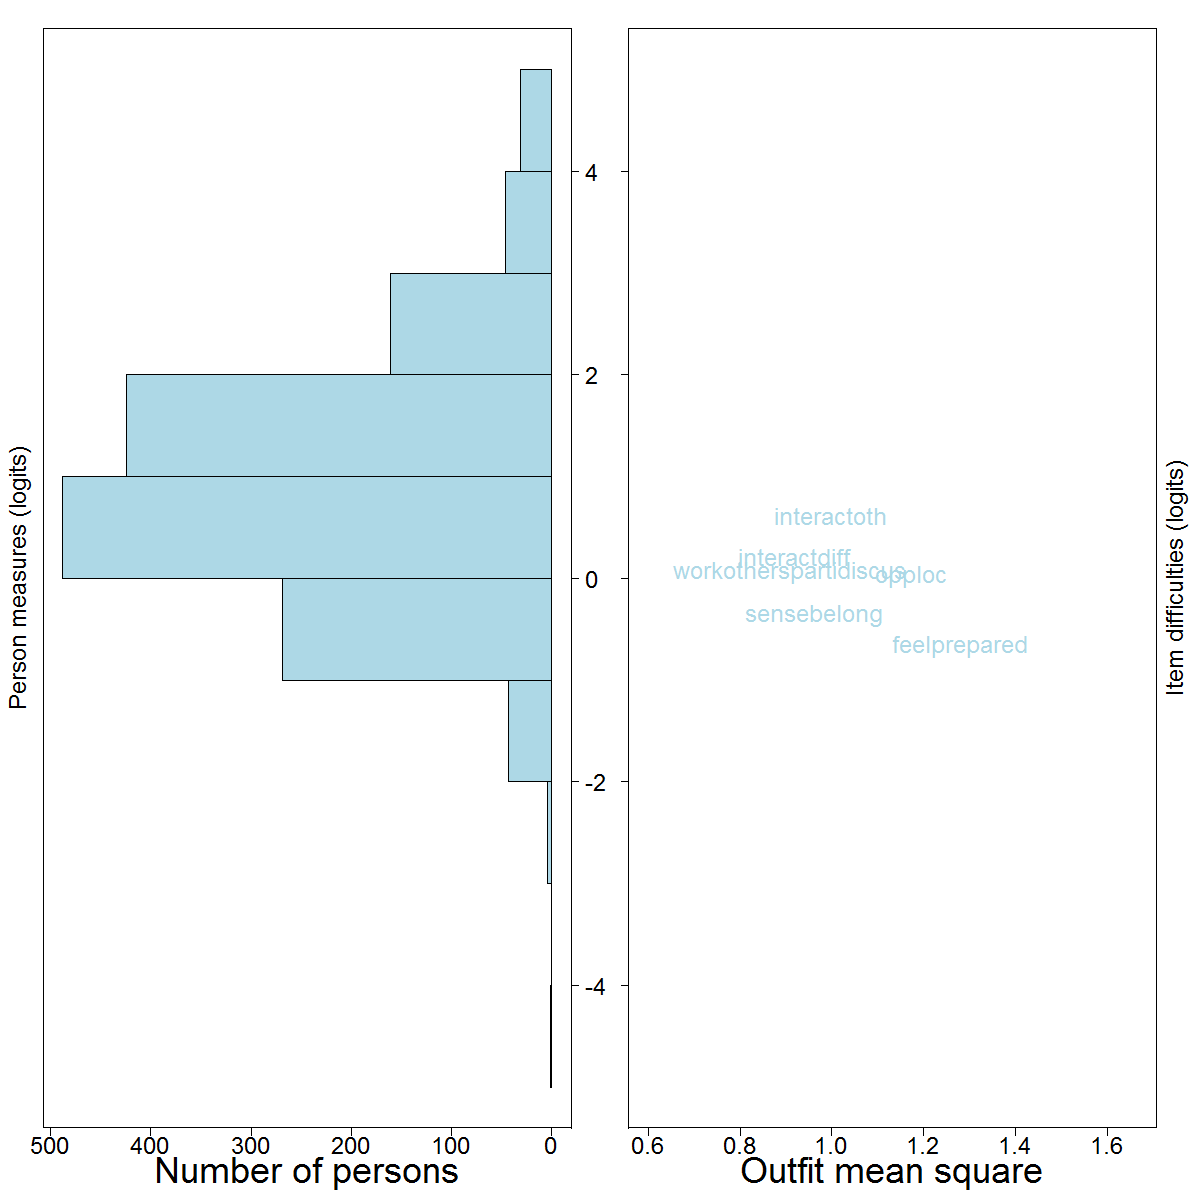 Person measures (logits)
4
2
0
-2
-4
500 400 300 200 100 0
Number of persons
interactoth
interactdiff
workotherspartidiscus
opploc
sensebelong
feelprepared
0.6 0.8 1.0 1.2 1.4 1.6
Outfit mean square
Item difficulties (logits)